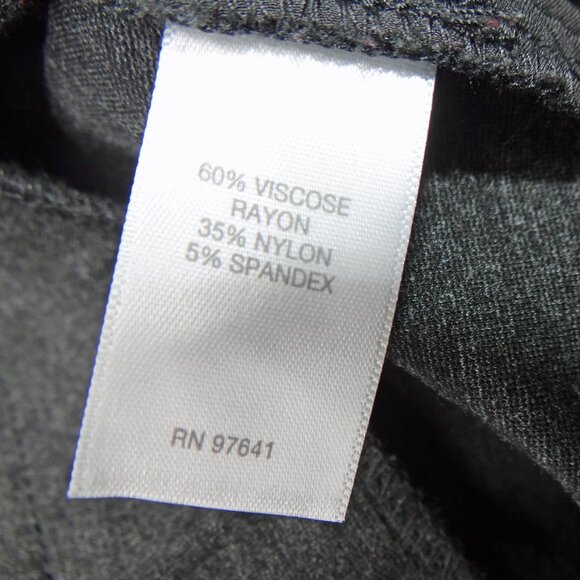 60% VISCOSE
RAYON
35% NYLON
5% SPANDEX
RN 97641